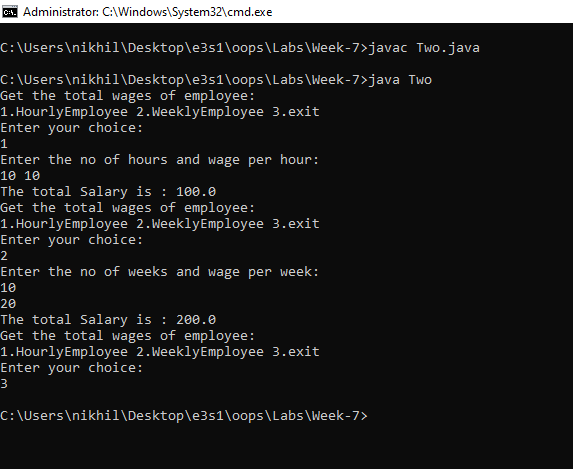 Administrator: C:\Windows\System32\cmd.exe
C:\Users\nikhil\Desktop\e3s1\oops\Labs\Week-7>javac Two.java
C:\Users\nikhil\Desktop\e3s1\oops\Labs\Week-7>java Two
Get the total wages of employee:
1.HourlyEmployee 2.WeeklyEmployee 3.exit
Enter your choice:
1
Enter the no of hours and wage per hour:
10 10
The total Salary is : 100.0
Get the total wages of employee:
1.HourlyEmployee 2.WeeklyEmployee 3.exit
Enter your choice:
2
Enter the no of weeks and wage per week:
10
20
The total Salary is : 200.0
Get the total wages of employee:
1.HourlyEmployee 2.WeeklyEmployee 3.exit
Enter your choice:
3
C:\Users\nikhil\Desktop\e3s1\oops\Labs\Week-7>